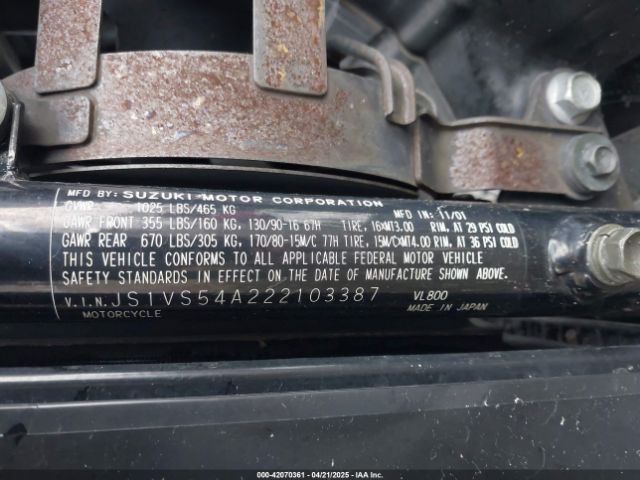 MFD BY: SUZUKI MOTOR CORPORATION
GVWR 1025 LBS/465 KG MFD IN: 11/01
GAWR FRONT 355 LBS/160 KG, 130/90-16 67H TIRE, 16xMT3.00 RIM, AT 29 PSI COLD
GAWR REAR 670 LBS/305 KG, 170/80-15M/C 77H TIRE, 15M/CxMT4.00 RIM, AT 36 PSI COLD
THIS VEHICLE CONFORMS TO ALL APPLICABLE FEDERAL MOTOR VEHICLE
SAFETY STANDARDS IN EFFECT ON THE DATE OF MANUFACTURE SHOWN ABOVE.
V.I.N. JS1VS54A222103387 VL800
MOTORCYCLE MADE IN JAPAN
000-42070361 - 04/21/2025 - IAA Inc.